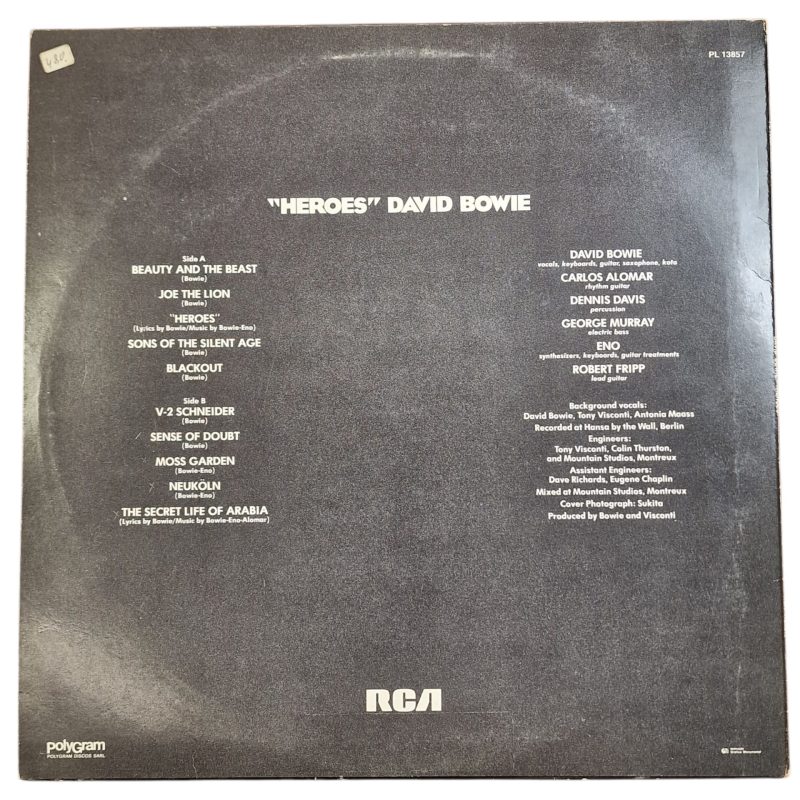 480
PL 13857
"HEROES" DAVID BOWIE
Side A
BEAUTY AND THE BEAST
(Bowie)
JOE THE LION
(Bowie)
"HEROES"
(Lyrics by Bowie/Music by Bowie-Eno)
SONS OF THE SILENT AGE
(Bowie)
BLACKOUT
(Bowie)
Side B
V-2 SCHNEIDER
(Bowie)
SENSE OF DOUBT
(Bowie)
MOSS GARDEN
(Bowie-Eno)
NEUKÖLN
(Bowie-Eno)
THE SECRET LIFE OF ARABIA
(Lyrics by Bowie/Music by Bowie-Eno-Alomar)
DAVID BOWIE
vocals, keyboards, guitar, saxophone, koto
CARLOS ALOMAR
rhythm guitar
DENNIS DAVIS
percussion
GEORGE MURRAY
electric bass
ENO
synthesizers, keyboards, guitar treatments
ROBERT FRIPP
lead guitar
Background vocals:
David Bowie, Tony Visconti, Antonia Maass
Recorded at Hansa by the Wall, Berlin
Engineers:
Tony Visconti, Colin Thurston,
and Mountain Studios, Montreux
Assistant Engineers:
Dave Richards, Eugene Chaplin
Mixed at Mountain Studios, Montreux
Cover Photograph: Sukita
Produced by Bowie and Visconti
RCA
polyGram
POLYGRAM DISCOS SARL
Gráfica Monumental